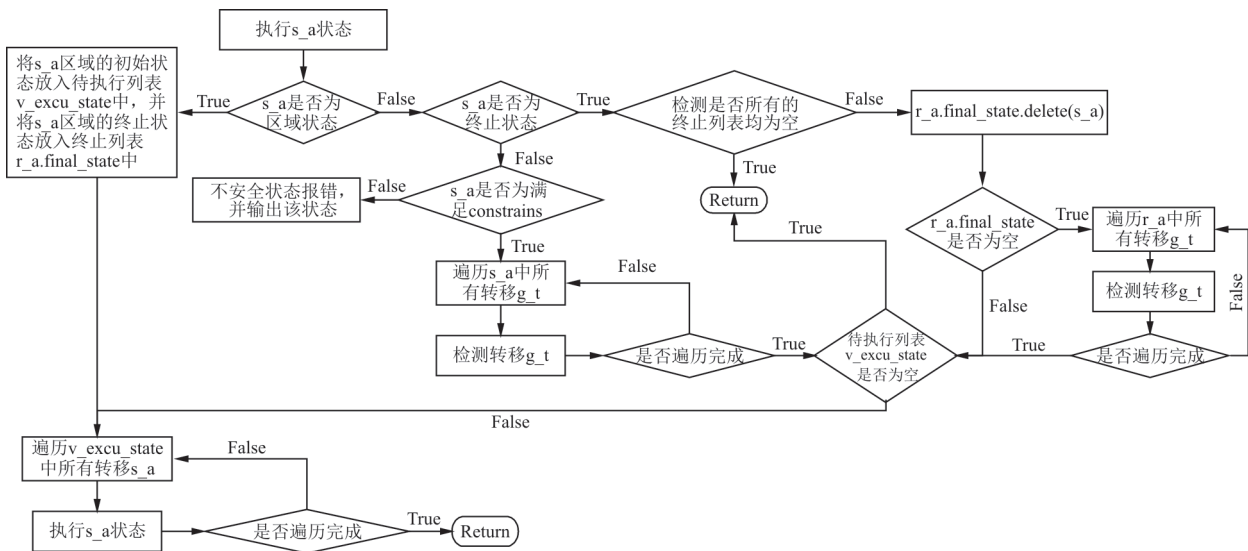 执行s_a状态
将s_a区域的初始状
态放入待执行列表
v_excu_state中，并
将s_a区域的终止状
态放入终止列表
r_a.final_state中
True
s_a是否为
区域状态
False
s_a是否为
终止状态
True
检测是否所有的
终止列表均为空
False
r_a.final_state.delete(s_a)
False
True
不安全状态报错，
并输出该状态
False
s_a是否为满
足constrains
Return
True
r_a.final_state
是否为空
True
遍历r_a中所
有转移g_t
True
遍历s_a中所
有转移g_t
False
False
检测转移g_t
False
检测转移g_t
是否遍历完成
True
待执行列表
v_excu_state
是否为空
True
是否遍历完成
False
遍历v_excu_state
中所有转移s_a
False
执行s_a状态
是否遍历完成
True
Return